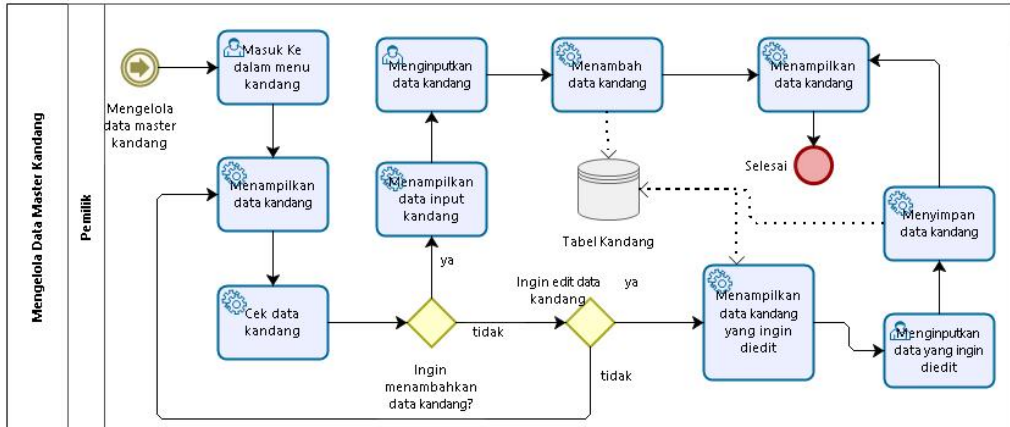 Mengelola Data Master Kandang
Pemilik
Mengelola
data master
kandang
Masuk Ke
dalam menu
kandang
Menampilkan
data kandang
Cek data
kandang
Ingin
menambahkan
data kandang?
ya
tidak
Menampilkan
data input
kandang
Menginputkan
data kandang
Menambah
data kandang
Menampilkan
data kandang
Selesai
Tabel Kandang
Ingin edit data
kandang
ya
tidak
Menampilkan
data kandang
yang ingin
diedit
Menginputkan
data yang ingin
diedit
Menyimpan
data kandang